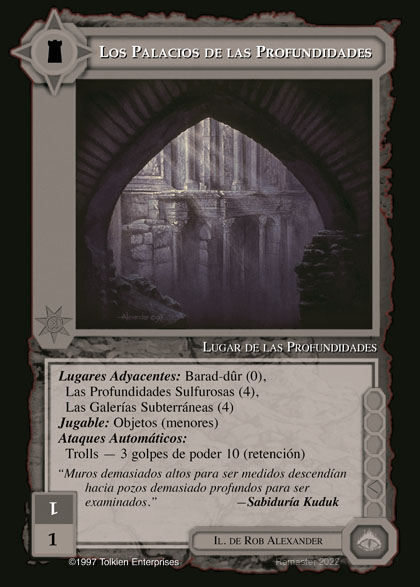 Los Palacios de las Profundidades
Alexander
Lugar de las Profundidades
Lugares Adyacentes: Barad-dûr (0),
Las Profundidades Sulfurosas (4),
Las Galerías Subterráneas (4)
Jugable: Objetos (menores)
Ataques Automáticos:
Trolls — 3 golpes de poder 10 (retención)
“Muros demasiados altos para ser medidos descendían
hacia pozos demasiado profundos para ser
examinados.” —Sabiduría Kuduk
1
1
Il. de Rob Alexander
©1997 Tolkien Enterprises
Remaster 2022